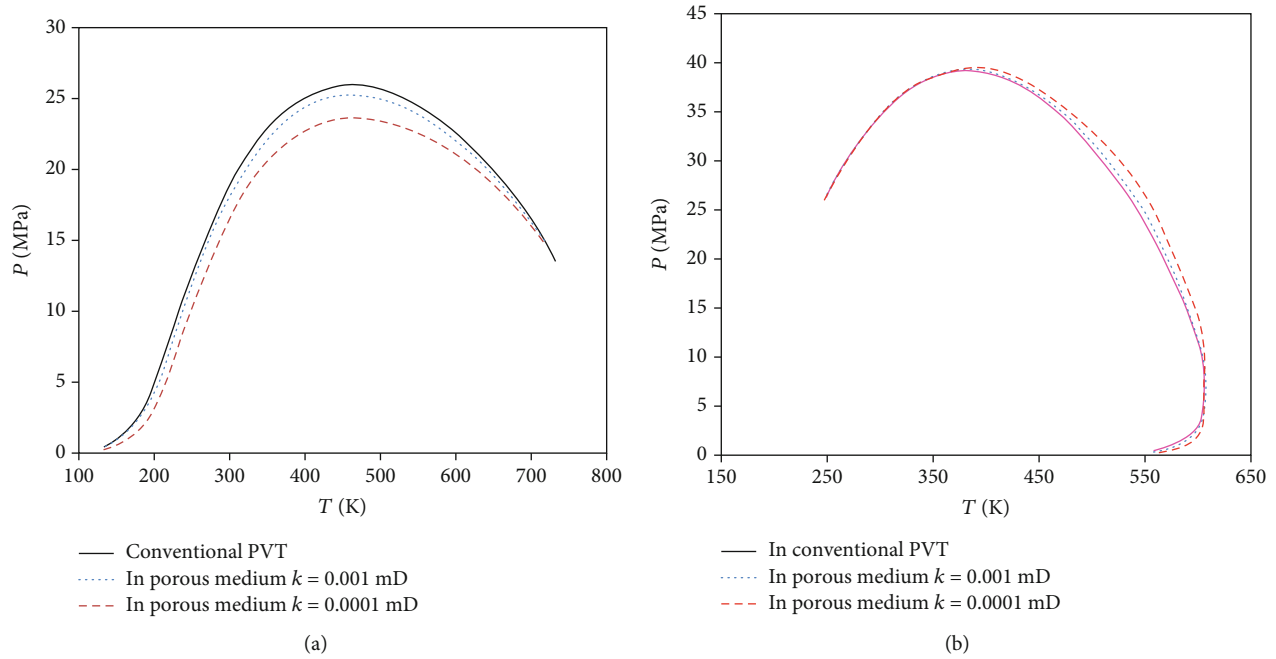 30
25
20
15
10
5
0
P (MPa)
100 200 300 400 500 600 700 800
T (K)
Conventional PVT
In porous medium k = 0.001 mD
In porous medium k = 0.0001 mD
(a)
45
40
35
30
25
20
15
10
5
0
P (MPa)
150 250 350 450 550 650
T (K)
In conventional PVT
In porous medium k = 0.001 mD
In porous medium k = 0.0001 mD
(b)